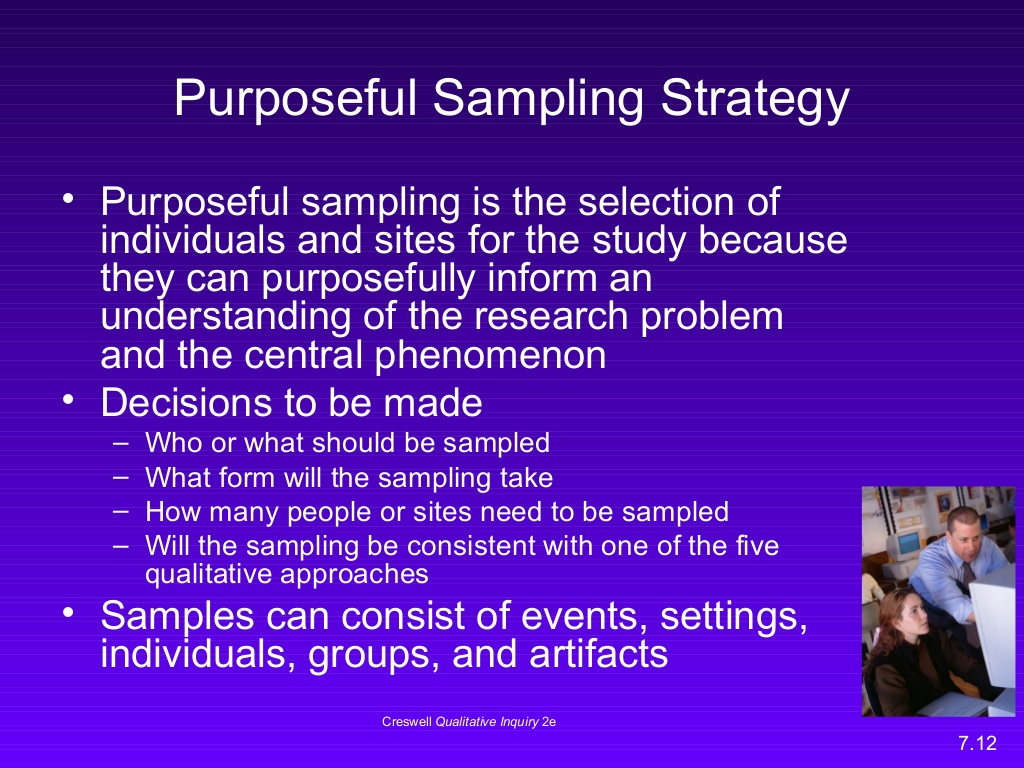 Purposeful Sampling Strategy
• Purposeful sampling is the selection of
individuals and sites for the study because
they can purposefully inform an
understanding of the research problem
and the central phenomenon
• Decisions to be made
– Who or what should be sampled
– What form will the sampling take
– How many people or sites need to be sampled
– Will the sampling be consistent with one of the five
qualitative approaches
• Samples can consist of events, settings,
individuals, groups, and artifacts
Creswell Qualitative Inquiry 2e
7.12